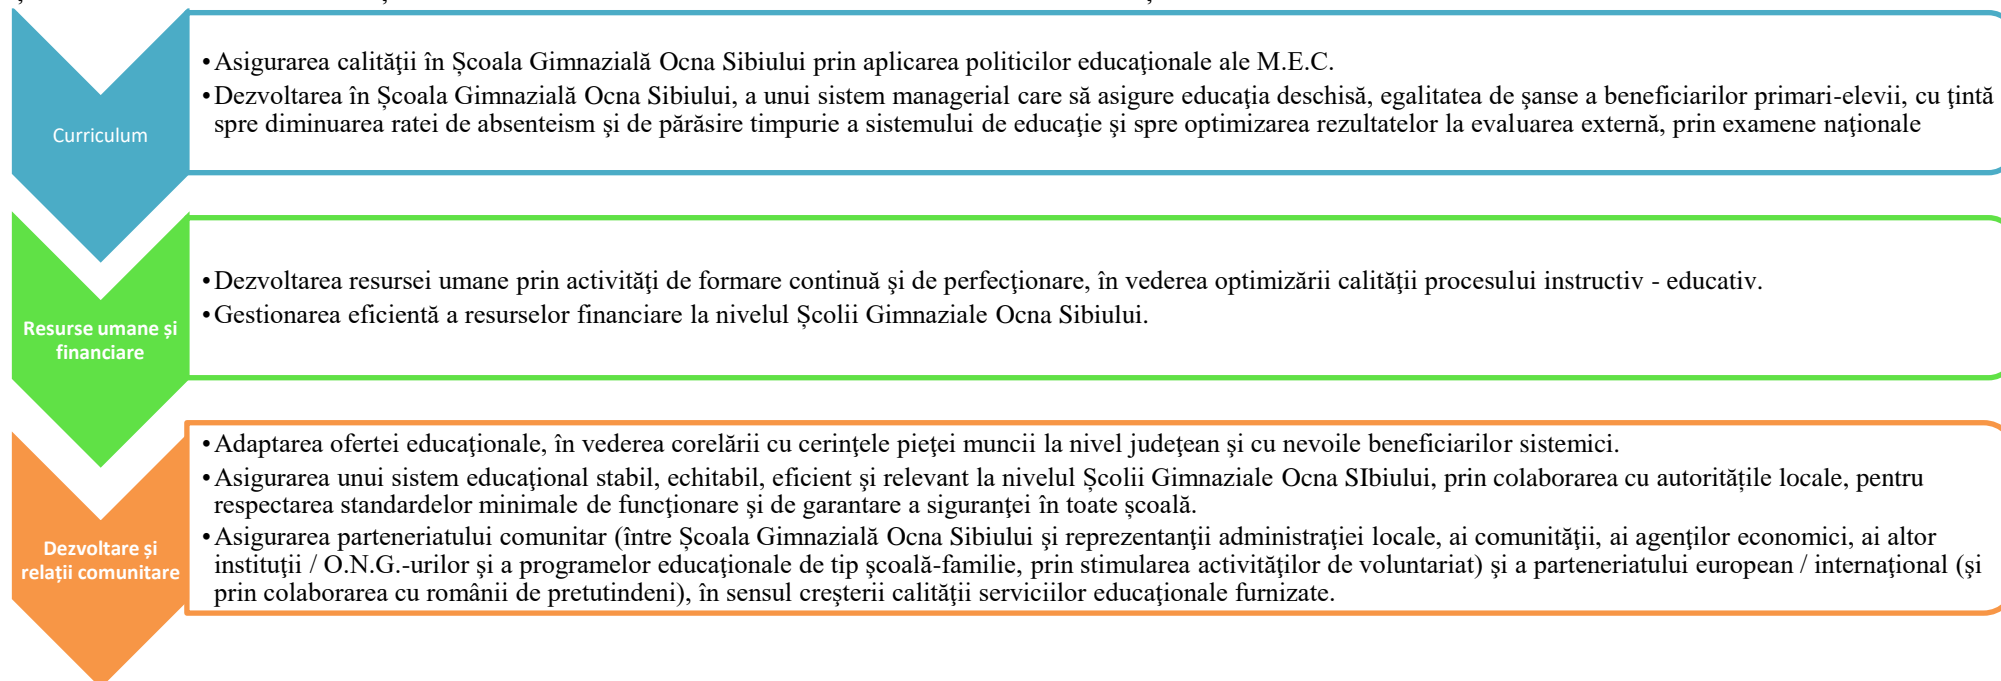 Curriculum
•Asigurarea calităţii în Școala Gimnazială Ocna Sibiului prin aplicarea politicilor educaţionale ale M.E.C.
•Dezvoltarea în Școala Gimnazială Ocna Sibiului, a unui sistem managerial care să asigure educaţia deschisă, egalitatea de şanse a beneficiarilor primari-elevii, cu ţintă
spre diminuarea ratei de absenteism şi de părăsire timpurie a sistemului de educaţie şi spre optimizarea rezultatelor la evaluarea externă, prin examene naţionale
Resurse umane și
financiare
•Dezvoltarea resursei umane prin activităţi de formare continuă şi de perfecţionare, în vederea optimizării calităţii procesului instructiv - educativ.
•Gestionarea eficientă a resurselor financiare la nivelul Școlii Gimnaziale Ocna Sibiului.
Dezvoltare și
relații comunitare
•Adaptarea ofertei educaţionale, în vederea corelării cu cerinţele pieţei muncii la nivel judeţean şi cu nevoile beneficiarilor sistemici.
•Asigurarea unui sistem educaţional stabil, echitabil, eficient şi relevant la nivelul Școlii Gimnaziale Ocna SIbiului, prin colaborarea cu autoritățile locale, pentru
respectarea standardelor minimale de funcţionare şi de garantare a siguranţei în toate școală.
•Asigurarea parteneriatului comunitar (între Școala Gimnazială Ocna Sibiului şi reprezentanţii administraţiei locale, ai comunităţii, ai agenţilor economici, ai altor
instituţii / O.N.G.-urilor şi a programelor educaţionale de tip şcoală-familie, prin stimularea activităţilor de voluntariat) şi a parteneriatului european / internaţional (şi
prin colaborarea cu românii de pretutindeni), în sensul creşterii calităţii serviciilor educaţionale furnizate.